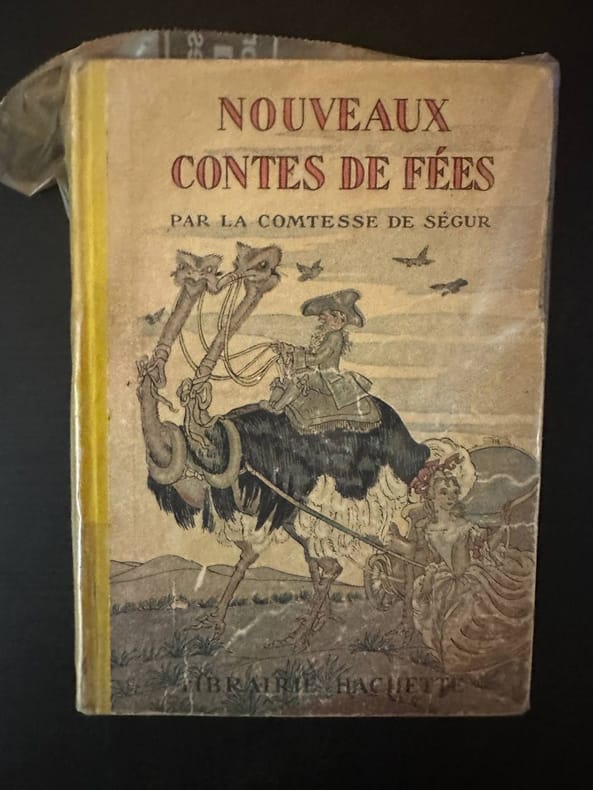 NOUVEAUX
CONTES DE FÉES
PAR LA COMTESSE DE SÉGUR
LIBRAIRIE HACHETTE